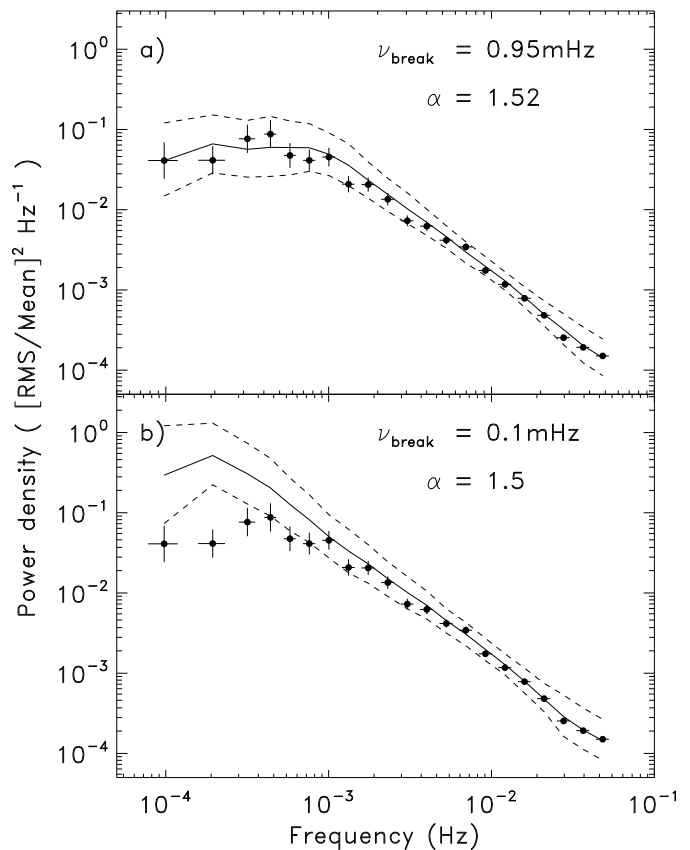 a)
ν_break = 0.95mHz
α = 1.52
10^0
10^-1
10^-2
10^-3
10^-4
Power density ( [RMS/Mean]^2 Hz^-1 )
b)
ν_break = 0.1mHz
α = 1.5
10^0
10^-1
10^-2
10^-3
10^-4
10^-4 10^-3 10^-2 10^-1
Frequency (Hz)